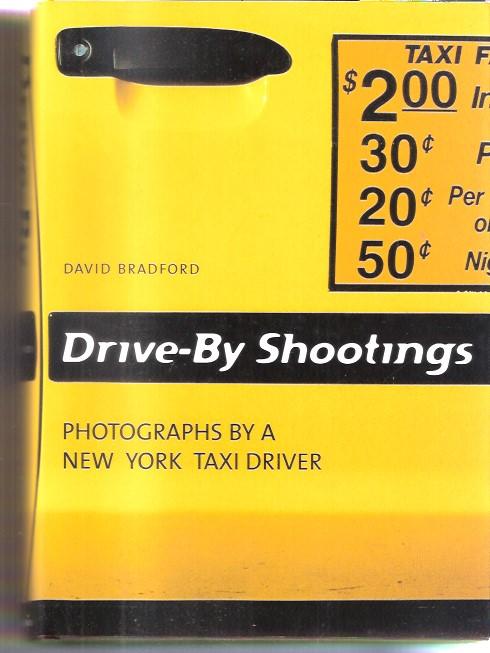 TAXI
$2.00
30¢
20¢ Per
50¢
DAVID BRADFORD
Drive-By Shootings
PHOTOGRAPHS BY A
NEW YORK TAXI DRIVER